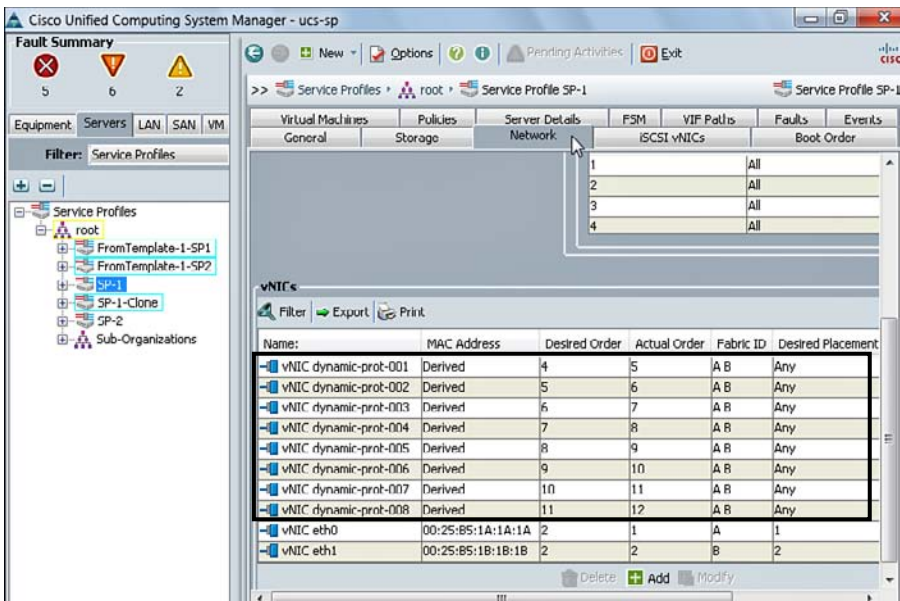 Cisco Unified Computing System Manager - ucs-sp
Fault Summary
5 6 2
New Options Pending Activities Exit
CISC
>> Service Profiles root Service Profile SP-1 Service Profile SP-1
Equipment Servers LAN SAN VM
Filter: Service Profiles
Service Profiles
root
FromTemplate-1-SP1
FromTemplate-1-SP2
SP-1
SP-1-Clone
SP-2
Sub-Organizations
Virtual Machines Policies Server Details FSM VIF Paths Faults Events
General Storage Network iSCSI vNICs Boot Order
1 All
2 All
3 All
4 All
vNICs
Filter Export Print
Name: MAC Address Desired Order Actual Order Fabric ID Desired Placement
vNIC dynamic-prot-001 Derived 4 5 A B Any
vNIC dynamic-prot-002 Derived 5 6 A B Any
vNIC dynamic-prot-003 Derived 6 7 A B Any
vNIC dynamic-prot-004 Derived 7 8 A B Any
vNIC dynamic-prot-005 Derived 8 9 A B Any
vNIC dynamic-prot-006 Derived 9 10 A B Any
vNIC dynamic-prot-007 Derived 10 11 A B Any
vNIC dynamic-prot-008 Derived 11 12 A B Any
vNIC eth0 00:25:B5:1A:1A:1A 2 1 A 1
vNIC eth1 00:25:B5:1B:1B:1B 2 2 B 2
Delete Add Modify